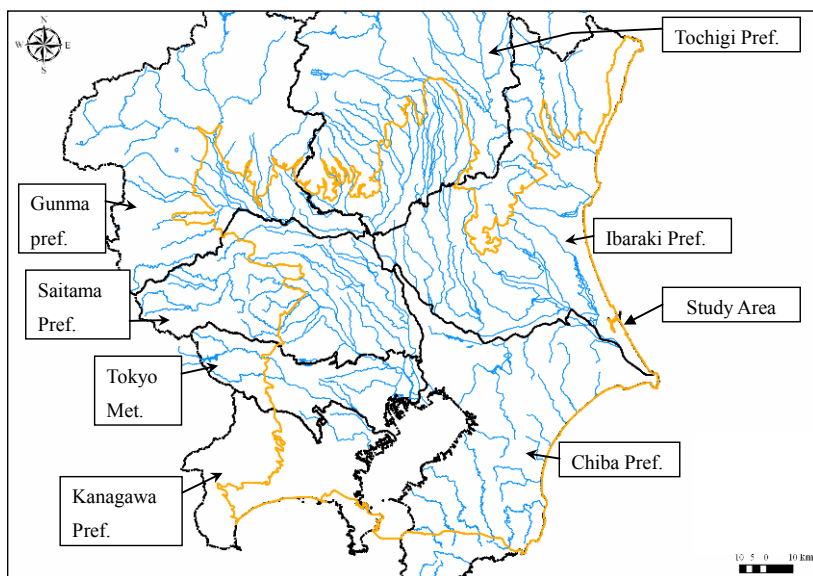 N
W E
S
Tochigi Pref.
Gunma
pref.
Ibaraki Pref.
Saitama
Pref.
Study Area
Tokyo
Met.
Chiba Pref.
Kanagawa
Pref.
10 5 0 10 km